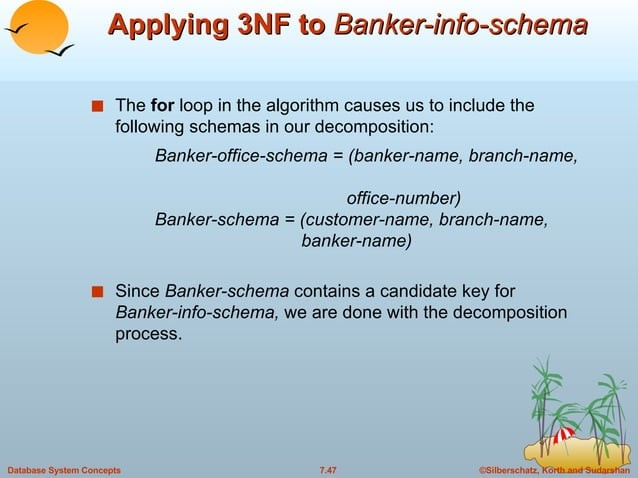 Applying 3NF to Banker-info-schema
The for loop in the algorithm causes us to include the
following schemas in our decomposition:
Banker-office-schema = (banker-name, branch-name,
office-number)
Banker-schema = (customer-name, branch-name,
banker-name)
Since Banker-schema contains a candidate key for
Banker-info-schema, we are done with the decomposition
process.
Database System Concepts
7.47
©Silberschatz, Korth and Sudarshan